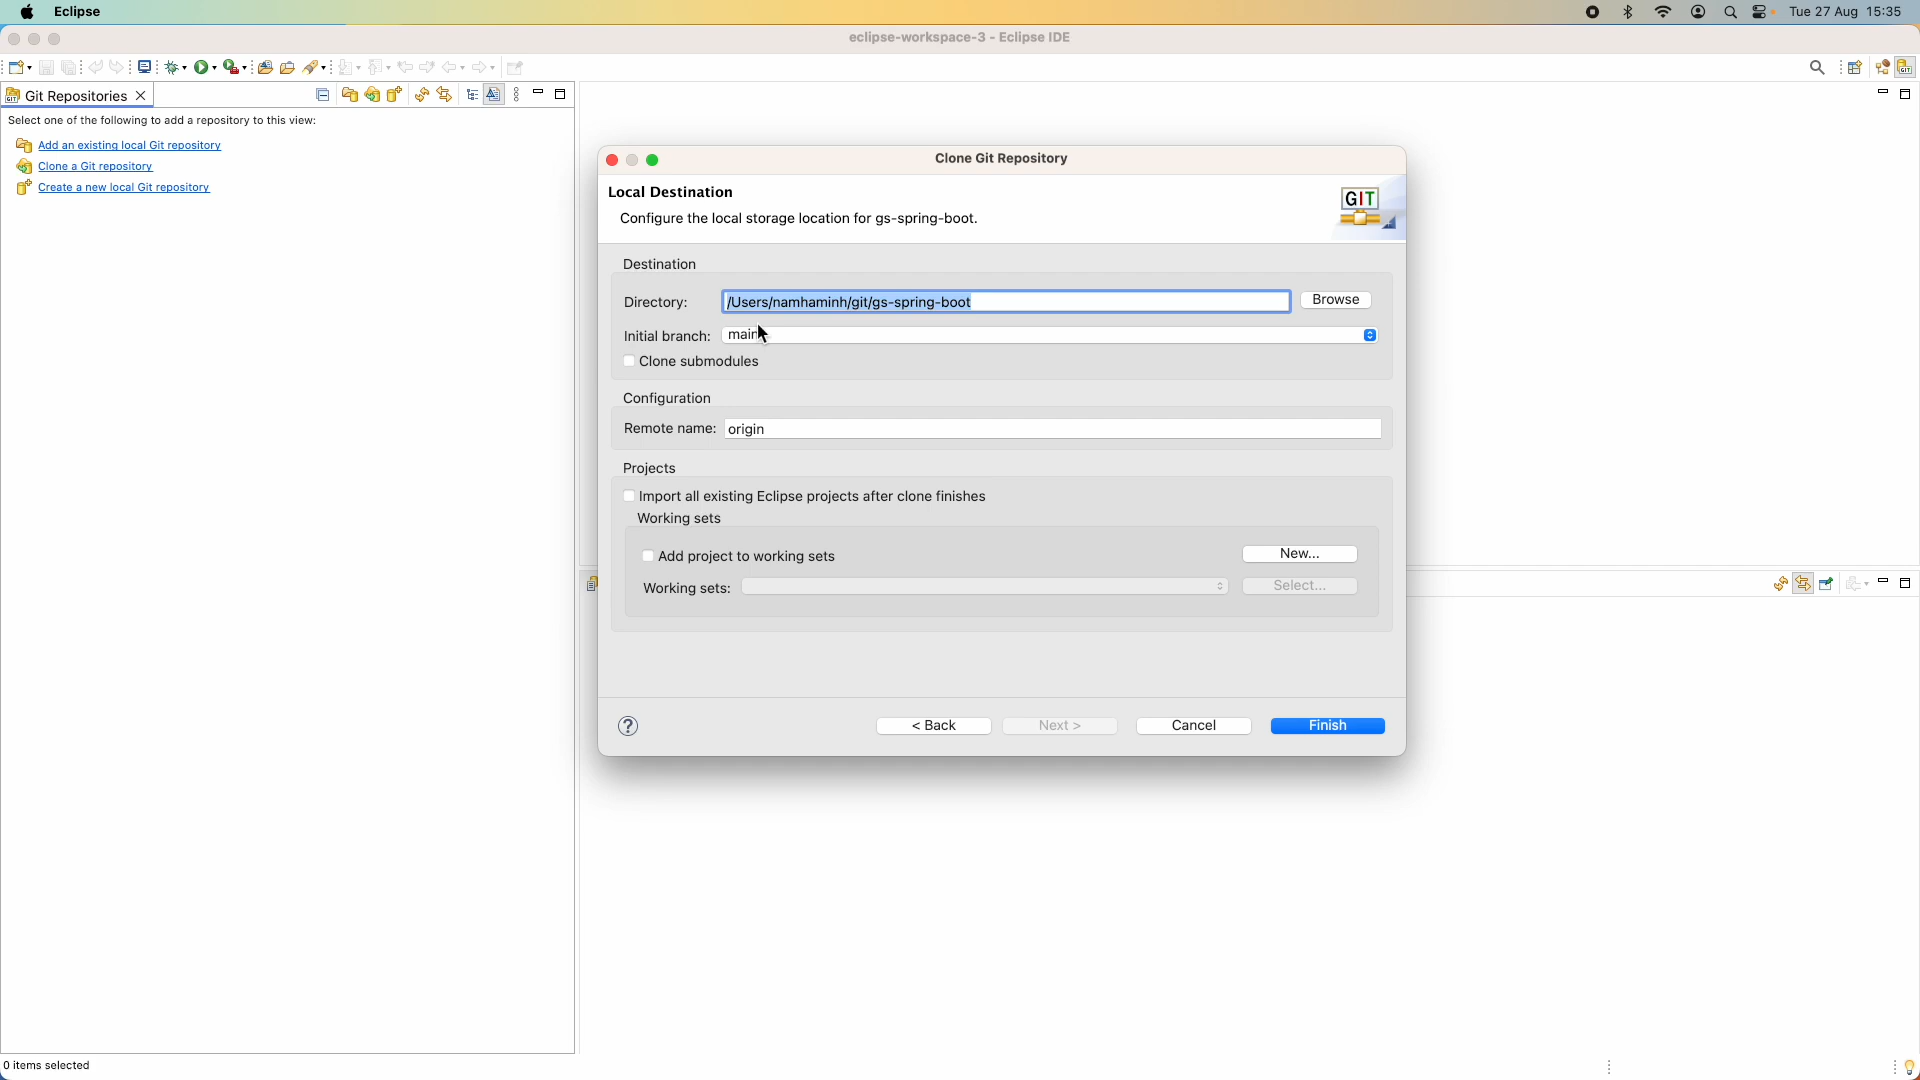 Eclipse
Tue 27 Aug 15:35
eclipse-workspace-3 - Eclipse IDE
Git Repositories
Select one of the following to add a repository to this view:
Add an existing local Git repository
Clone a Git repository
Create a new local Git repository
Clone Git Repository
Local Destination
Configure the local storage location for gs-spring-boot.
GIT
Destination
Directory: /Users/namhaminh/git/gs-spring-boot Browse
Initial branch: main
Clone submodules
Configuration
Remote name: origin
Projects
Import all existing Eclipse projects after clone finishes
Working sets
Add project to working sets New...
Working sets: Select...
? < Back Next > Cancel Finish
0 items selected